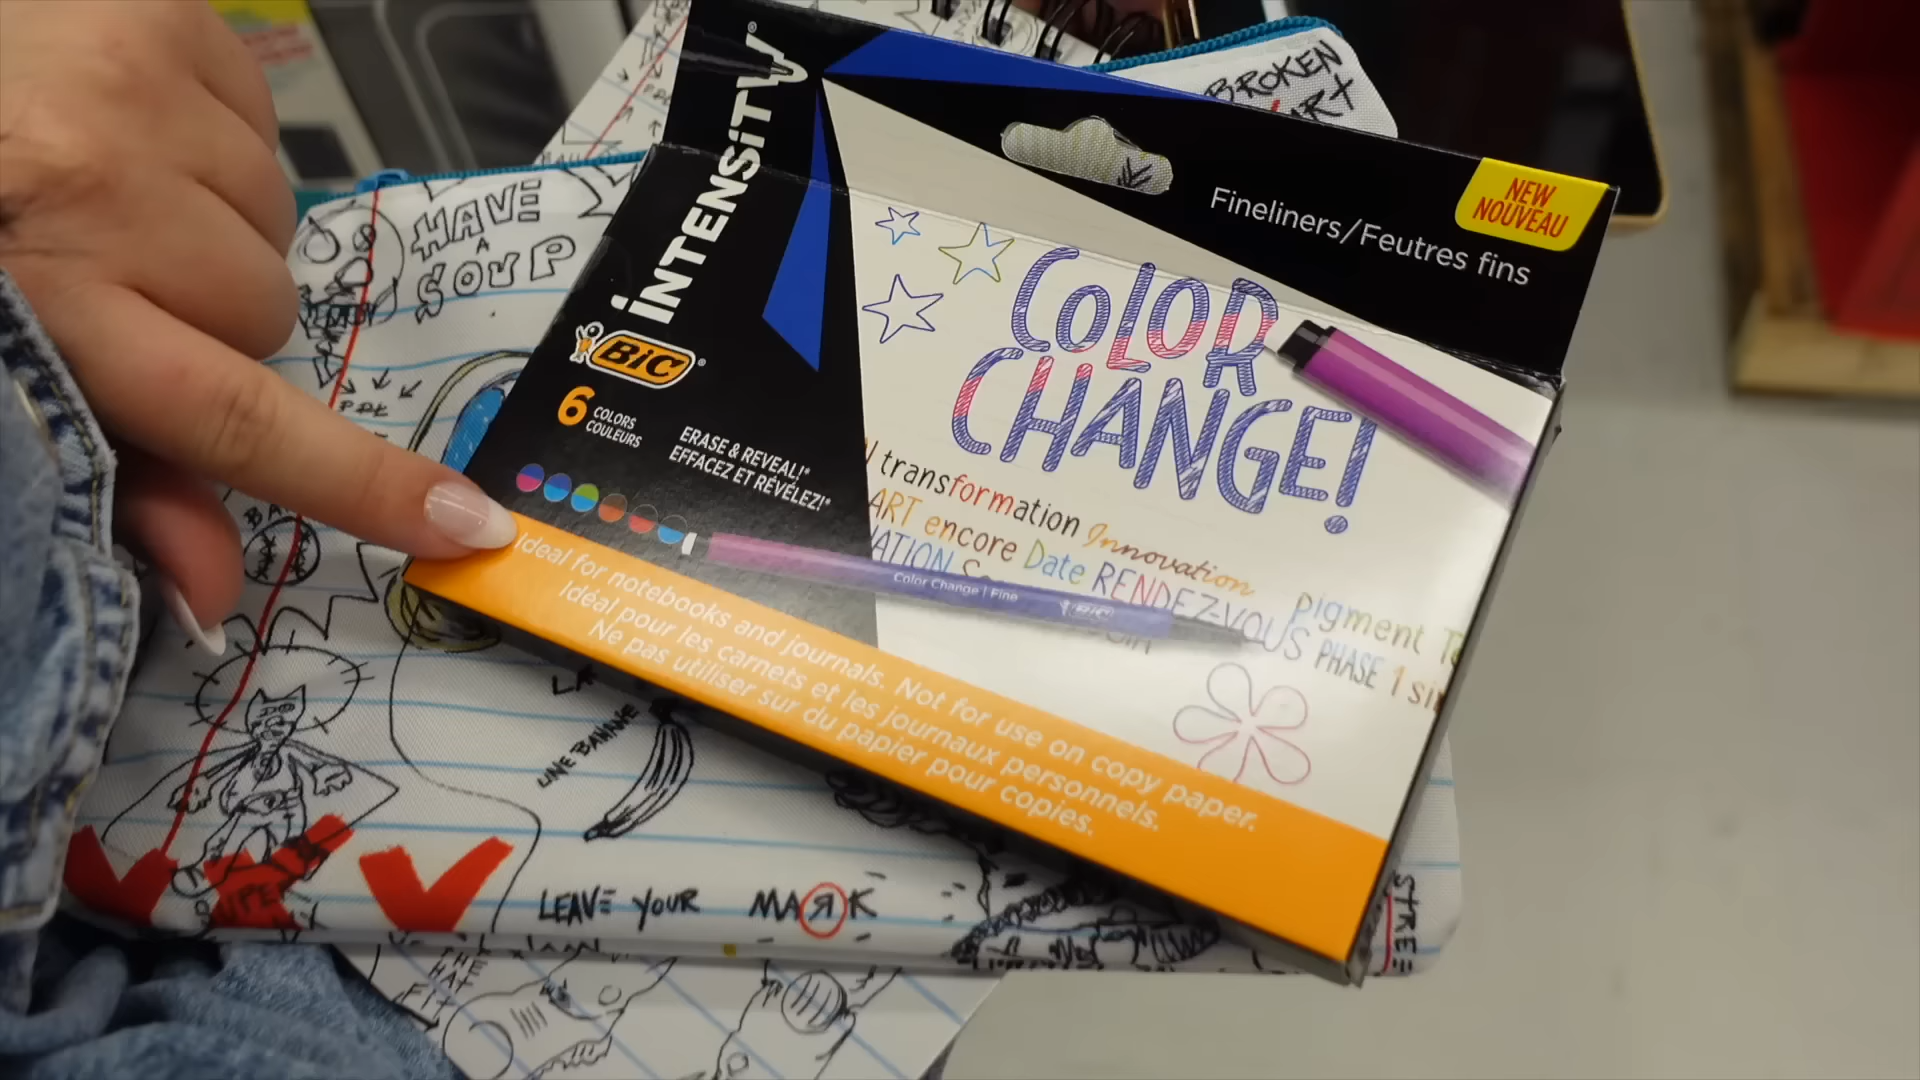 BROKEN
HAVE
A
SOUP
PPL
INTENSITY®
BIC®
6 COLORS
COULEURS
ERASE & REVEAL!*
EFFACEZ ET RÉVÉLEZ!*
Fineliners/Feutres fins
NEW
NOUVEAU
COLOR
CHANGE!
transformation Innovation
ART encore Date RENDEZ-VOUS Pigment
PHASE 1
Color Change | Fine BIC
Ideal for notebooks and journals. Not for use on copy paper.
Idéal pour les carnets et les journaux personnels.
Ne pas utiliser sur du papier pour copies.
LA
UNE BANANE
LEAVE YOUR MARK